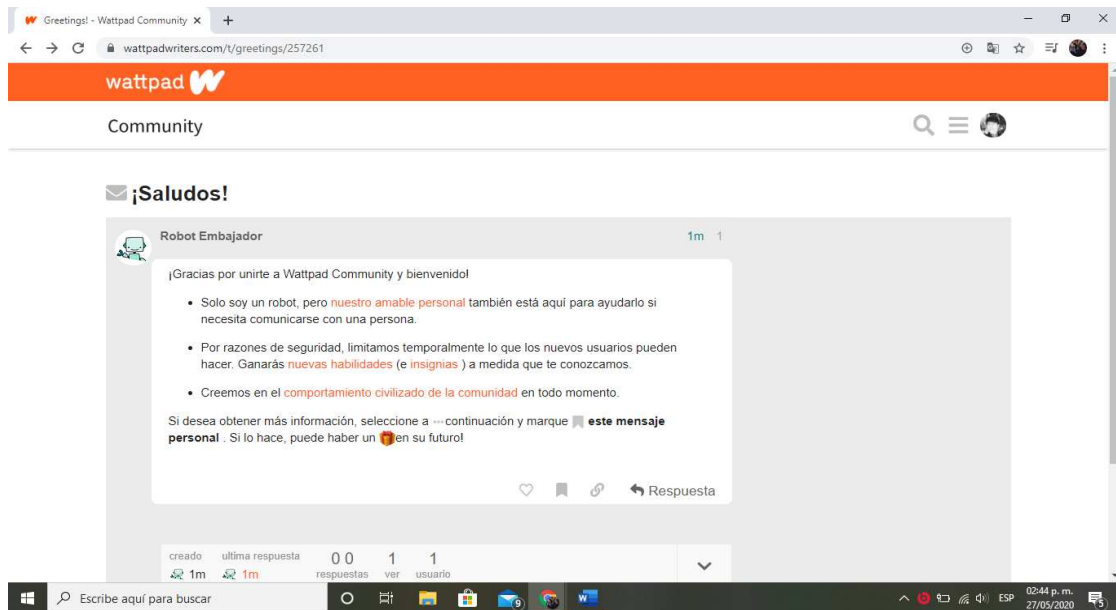 Greetings! - Wattpad Community
wattpadwriters.com/t/greetings/257261
wattpad
Community
¡Saludos!
Robot Embajador 1m 1
¡Gracias por unirte a Wattpad Community y bienvenido!
Solo soy un robot, pero nuestro amable personal también está aquí para ayudarlo si
necesita comunicarse con una persona.
Por razones de seguridad, limitamos temporalmente lo que los nuevos usuarios pueden
hacer. Ganarás nuevas habilidades (e insignias ) a medida que te conozcamos.
Creemos en el comportamiento civilizado de la comunidad en todo momento.
Si desea obtener más información, seleccione a continuación y marque este mensaje
personal . Si lo hace, puede haber un en su futuro!
Respuesta
creado ultima respuesta 0 0 1 1
1m 1m respuestas ver usuario
Escribe aquí para buscar
9
W
ESP
02:44 p. m.
27/05/2020
5